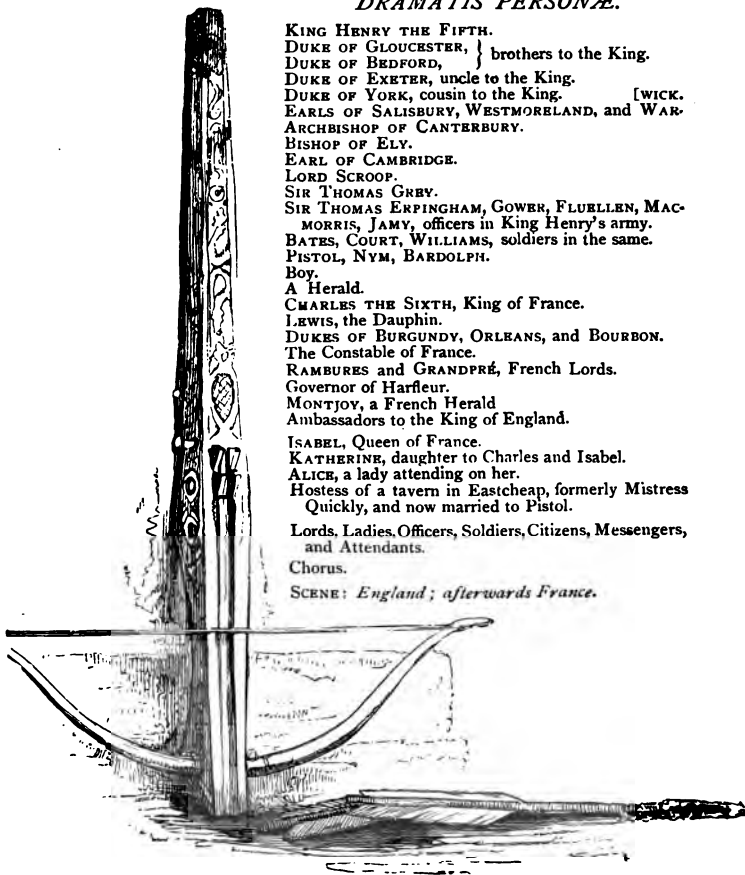 DRAMATIS PERSONÆ.
KING HENRY THE FIFTH.
DUKE OF GLOUCESTER, } brothers to the King.
DUKE OF BEDFORD,
DUKE OF EXETER, uncle to the King.
DUKE OF YORK, cousin to the King. [WICK.
EARLS OF SALISBURY, WESTMORELAND, and WAR-
ARCHBISHOP OF CANTERBURY.
BISHOP OF ELY.
EARL OF CAMBRIDGE.
LORD SCROOP.
SIR THOMAS GREY.
SIR THOMAS ERPINGHAM, GOWER, FLUELLEN, MAC-
MORRIS, JAMY, officers in King Henry's army.
BATES, COURT, WILLIAMS, soldiers in the same.
PISTOL, NYM, BARDOLPH.
Boy.
A Herald.
CHARLES THE SIXTH, King of France.
LEWIS, the Dauphin.
DUKES OF BURGUNDY, ORLEANS, and BOURBON.
The Constable of France.
RAMBURES and GRANDPRÉ, French Lords.
Governor of Harfleur.
MONTJOY, a French Herald
Ambassadors to the King of England.
ISABEL, Queen of France.
KATHERINE, daughter to Charles and Isabel.
ALICE, a lady attending on her.
Hostess of a tavern in Eastcheap, formerly Mistress
Quickly, and now married to Pistol.
Lords, Ladies, Officers, Soldiers, Citizens, Messengers,
and Attendants.
Chorus.
SCENE: England; afterwards France.